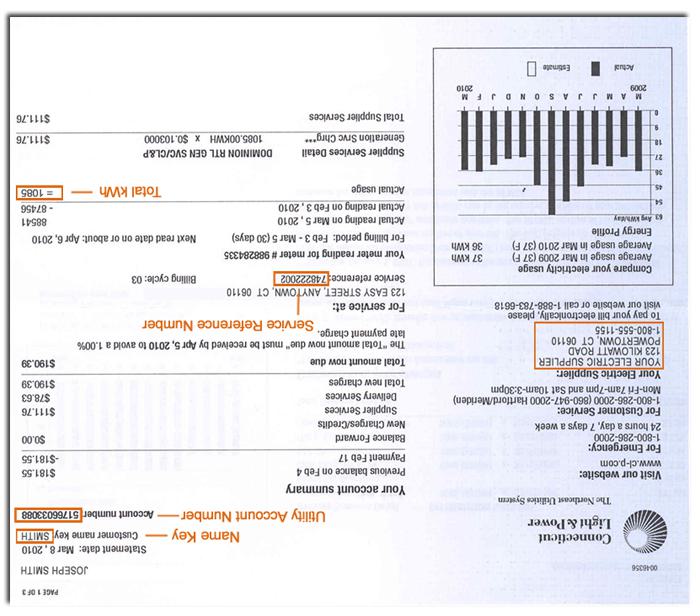 0046356
Connecticut
Light & Power
The Northeast Utilities System
Visit our website:
www.cl-p.com
For Emergency:
1-800-286-2000
24 hours a day, 7 days a week
For Customer Service:
1-800-286-2000 (860-947-2000 Hartford/Meriden)
Mon-Fri 7am-7pm and Sat 10am-3:30pm
Your Electric Supplier:
YOUR ELECTRIC SUPPLIER
123 KILOWATT ROAD
POWERTOWN, CT 06110
1-800-555-1155
To pay your bill electronically, please
visit our website or call 1-888-783-6618
Compare your electricity usage
Average usage in Mar 2009 (37 F) 37 kWh
Average usage in Mar 2010 (37 F) 36 kWh
Energy Profile
Avg kWh/day
63
54
45
36
27
18
9
0
M A M J J A S O N D J F M
2009 2010
Actual Estimate
PAGE 1 OF 3
JOSEPH SMITH
Statement date: Mar 8, 2010
Name Key Customer name key SMITH
Utility Account Number Account number 51766033088
Your account summary
Previous balance on Feb 4 $181.55
Payment Feb 17 -$181.55
Balance Forward $0.00
New Charges/Credits
Supplier Services $111.76
Delivery Services $78.63
Total new charges $190.39
Total amount now due $190.39
The "Total amount now due" must be received by Apr 5, 2010 to avoid a 1.00%
late payment charge.
Service Reference Number
For service at:
123 EASY STREET, ANYTOWN, CT 06110
Service reference: 748222002 Billing cycle: 03
Your meter reading for meter # 988284335
For billing period: Feb 3 - Mar 5 (30 days) Next read date on or about: Apr 6, 2010
Actual reading on Mar 5, 2010 88541
Actual reading on Feb 3, 2010 - 87456
Actual usage Total kWh = 1085
Supplier Services Detail DOMINION RTL GEN SVC/CL&P
Generation Srvc Chrg*** 1085.00KWH X $0.103000 $111.76
Total Supplier Services $111.76